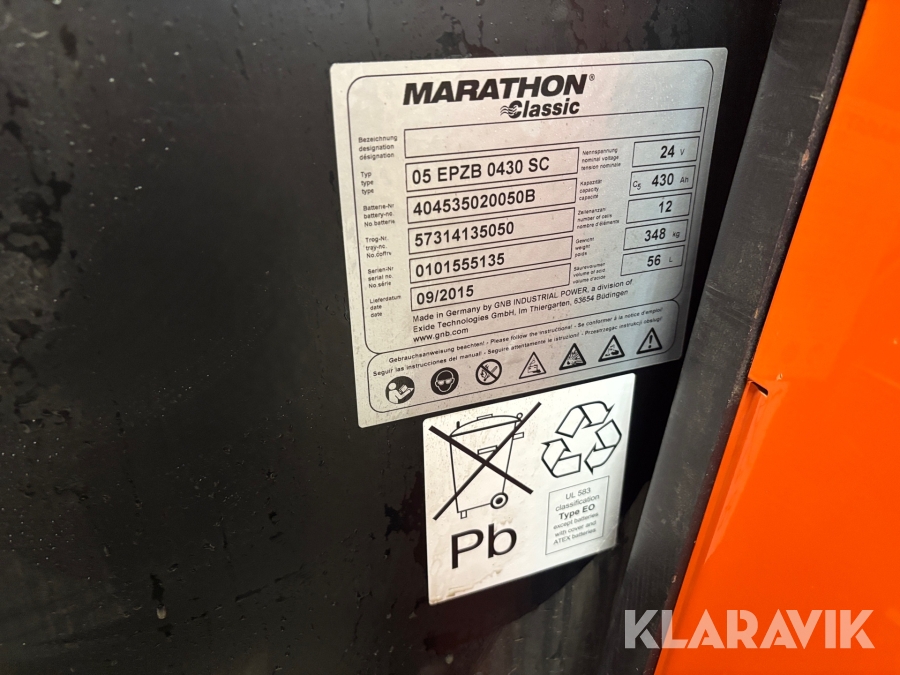 MARATHON®
Classic
Bezeichnung
designation
désignation
Typ
type
type
05 EPZB 0430 SC
Nennspannung
nominal voltage
tension nominale
24 V
Batterie-Nr
battery-no.
No.batterie
404535020050B
Kapazität
capacity
capacité
C5 430 Ah
Trog-Nr.
tray-no.
No.coffre
57314135050
Zellenanzahl
number of cells
nombre d'éléments
12
Serien-Nr
serial no.
No.série
0101555135
Gewicht
weight
poids
348 kg
Lieferdatum
date
date
09/2015
Säurevolumen
volume of acid
volume d'acide
56 L
Made in Germany by GNB INDUSTRIAL POWER, a division of
Exide Technologies GmbH, Im Thiergarten, 63654 Büdingen
www.gnb.com
Gebrauchsanweisung beachten! - Please follow the instructions! - Se conformer à la notice d'emploi!
Seguir las instrucciones del manual! - Seguire attentamente le istruzioni! - Przestrzegac instrukcji obslugi!
Pb
UL 583
classification
Type EO
except batteries
with cover and
ATEX batteries
KLARAVIK